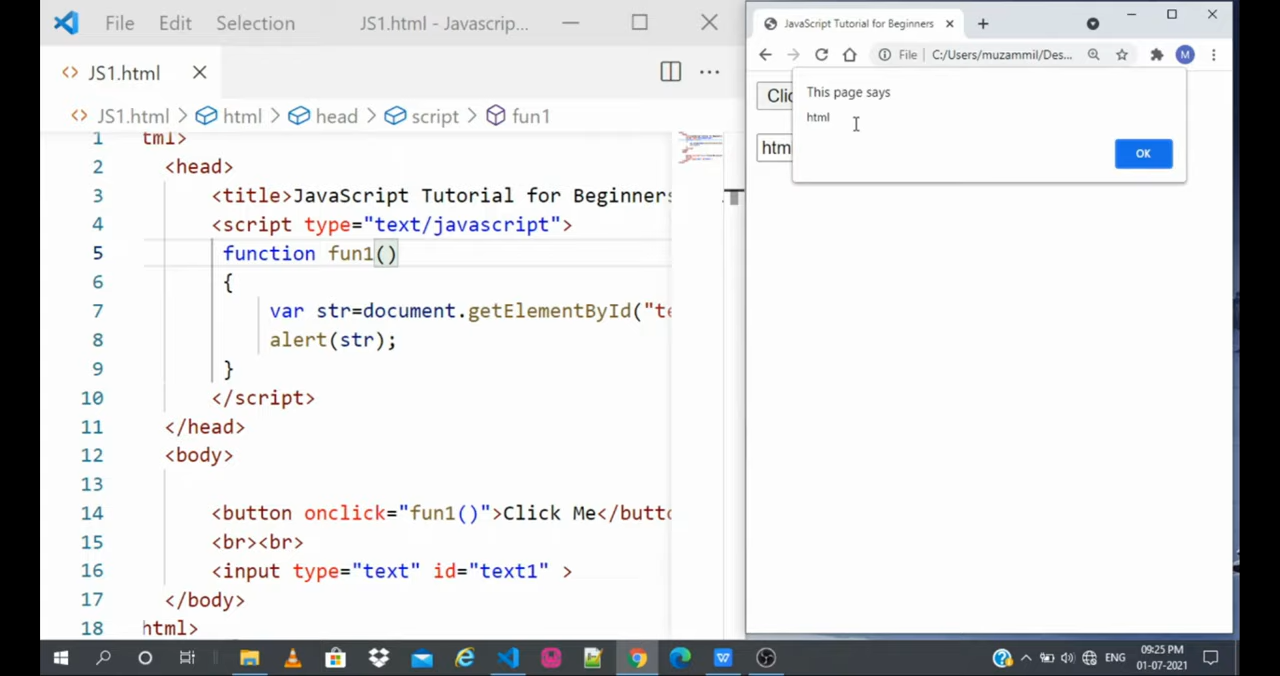 File Edit Selection JS1.html - Javascrip...
JS1.html
JS1.html > html > head > script > fun1
1 tml>
2 <head>
3 <title>JavaScript Tutorial for Beginners
4 <script type="text/javascript">
5 function fun1()
6 {
7 var str=document.getElementById("te
8 alert(str);
9 }
10 </script>
11 </head>
12 <body>
13
14 <button onclick="fun1()">Click Me</butto
15 <br><br>
16 <input type="text" id="text1" >
17 </body>
18 html>
JavaScript Tutorial for Beginners
File C:/Users/muzammil/Des... M
Clic
This page says
html
OK
htm
ENG 09:25 PM
01-07-2021